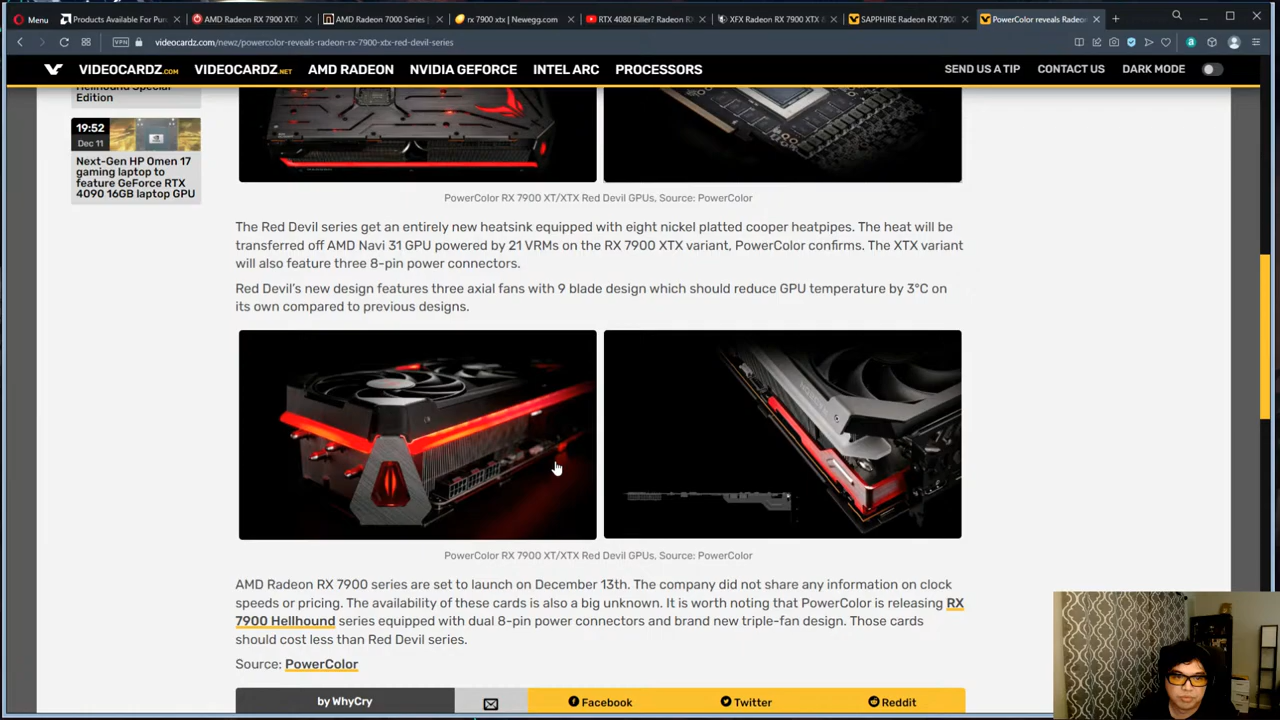 Menu
Products Available For Pur
AMD Radeon RX 7900 XTX
AMD Radeon 7000 Series |
rx 7900 xtx | Newegg.com
RTX 4080 Killer? Radeon RX
XFX Radeon RX 7900 XTX &
SAPPHIRE Radeon RX 7900
PowerColor reveals Radeon
VPN
videocardz.com/newz/powercolor-reveals-radeon-rx-7900-xtx-red-devil-series
VIDEOCARDZ.COM
VIDEOCARDZ.NET
AMD RADEON
NVIDIA GEFORCE
INTEL ARC
PROCESSORS
SEND US A TIP
CONTACT US
DARK MODE
Hellhound Special
Edition
19:52
Dec 11
Next-Gen HP Omen 17
gaming laptop to
feature GeForce RTX
4090 16GB laptop GPU
PowerColor RX 7900 XT/XTX Red Devil GPUs, Source: PowerColor
The Red Devil series get an entirely new heatsink equipped with eight nickel platted cooper heatpipes. The heat will be
transferred off AMD Navi 31 GPU powered by 21 VRMs on the RX 7900 XTX variant, PowerColor confirms. The XTX variant
will also feature three 8-pin power connectors.
Red Devil's new design features three axial fans with 9 blade design which should reduce GPU temperature by 3°C on
its own compared to previous designs.
PowerColor RX 7900 XT/XTX Red Devil GPUs, Source: PowerColor
AMD Radeon RX 7900 series are set to launch on December 13th. The company did not share any information on clock
speeds or pricing. The availability of these cards is also a big unknown. It is worth noting that PowerColor is releasing RX
7900 Hellhound series equipped with dual 8-pin power connectors and brand new triple-fan design. Those cards
should cost less than Red Devil series.
Source: PowerColor
by WhyCry
Facebook
Twitter
Reddit